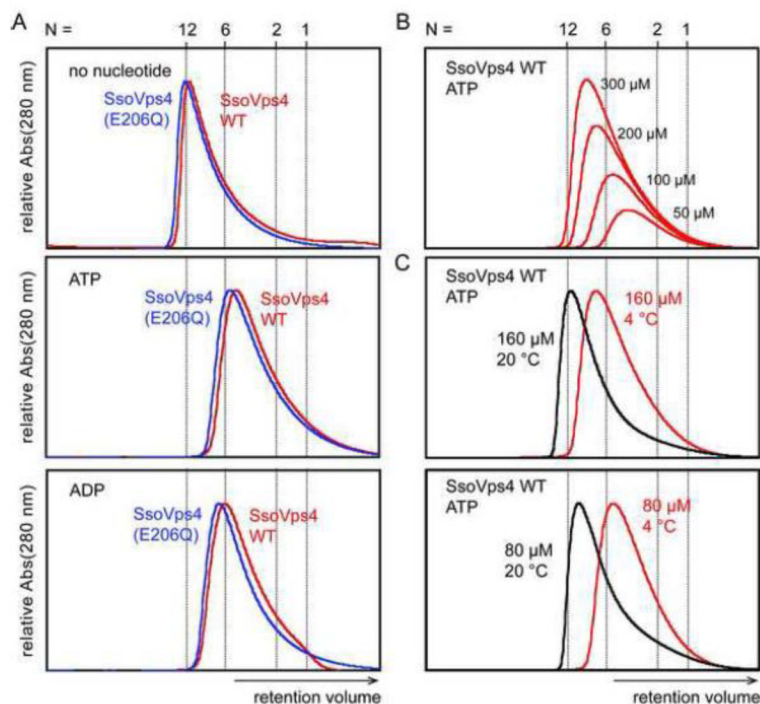 A
N =
12 6 2 1
no nucleotide
SsoVps4
(E206Q)
SsoVps4
WT
relative Abs(280 nm)
ATP
SsoVps4
(E206Q)
SsoVps4
WT
relative Abs(280 nm)
ADP
SsoVps4
(E206Q)
SsoVps4
WT
relative Abs(280 nm)
retention volume
B
N =
12 6 2 1
SsoVps4 WT
ATP
300 µM
200 µM
100 µM
50 µM
C
SsoVps4 WT
ATP
160 µM
4 °C
160 µM
20 °C
SsoVps4 WT
ATP
80 µM
4 °C
80 µM
20 °C
retention volume